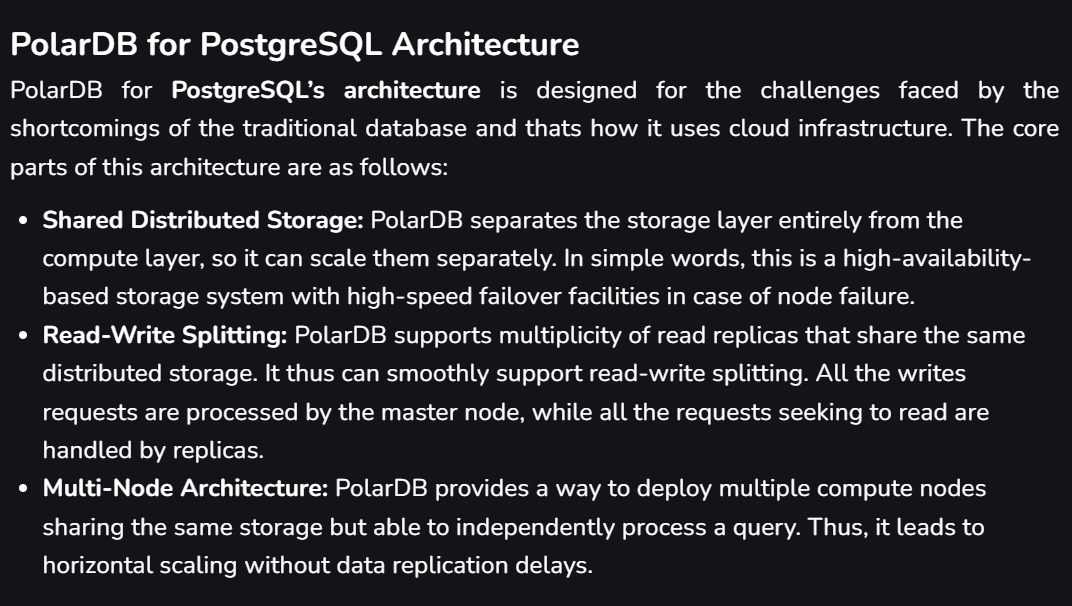 PolarDB for PostgreSQL Architecture
PolarDB for PostgreSQL’s architecture is designed for the challenges faced by the
shortcomings of the traditional database and thats how it uses cloud infrastructure. The core
parts of this architecture are as follows:
• Shared Distributed Storage: PolarDB separates the storage layer entirely from the
compute layer, so it can scale them separately. In simple words, this is a high-availability-
based storage system with high-speed failover facilities in case of node failure.
• Read-Write Splitting: PolarDB supports multiplicity of read replicas that share the same
distributed storage. It thus can smoothly support read-write splitting. All the writes
requests are processed by the master node, while all the requests seeking to read are
handled by replicas.
• Multi-Node Architecture: PolarDB provides a way to deploy multiple compute nodes
sharing the same storage but able to independently process a query. Thus, it leads to
horizontal scaling without data replication delays.